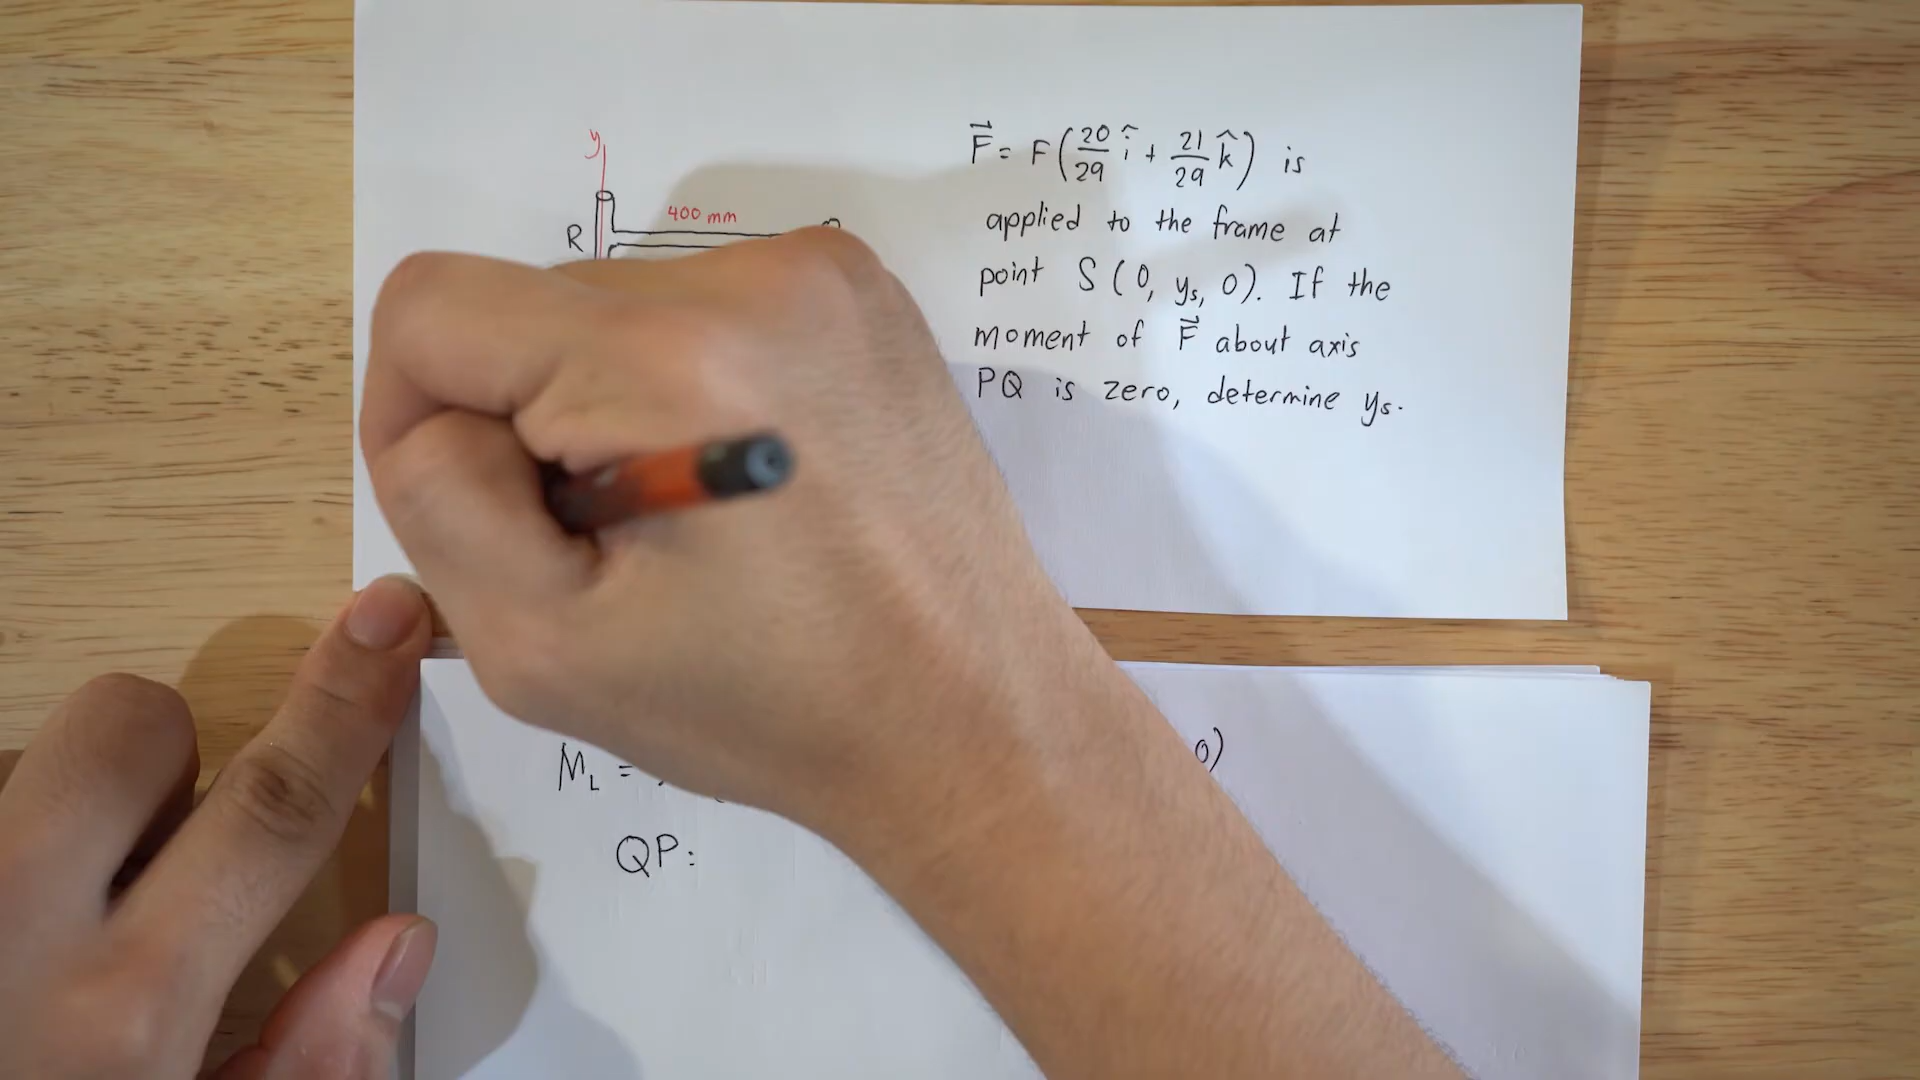 y
400 mm
R
F = F(20/29 î + 21/29 k̂) is
applied to the frame at
point S (0, ys, 0). If the
moment of F about axis
PQ is zero, determine ys.
ML =
0)
QP: